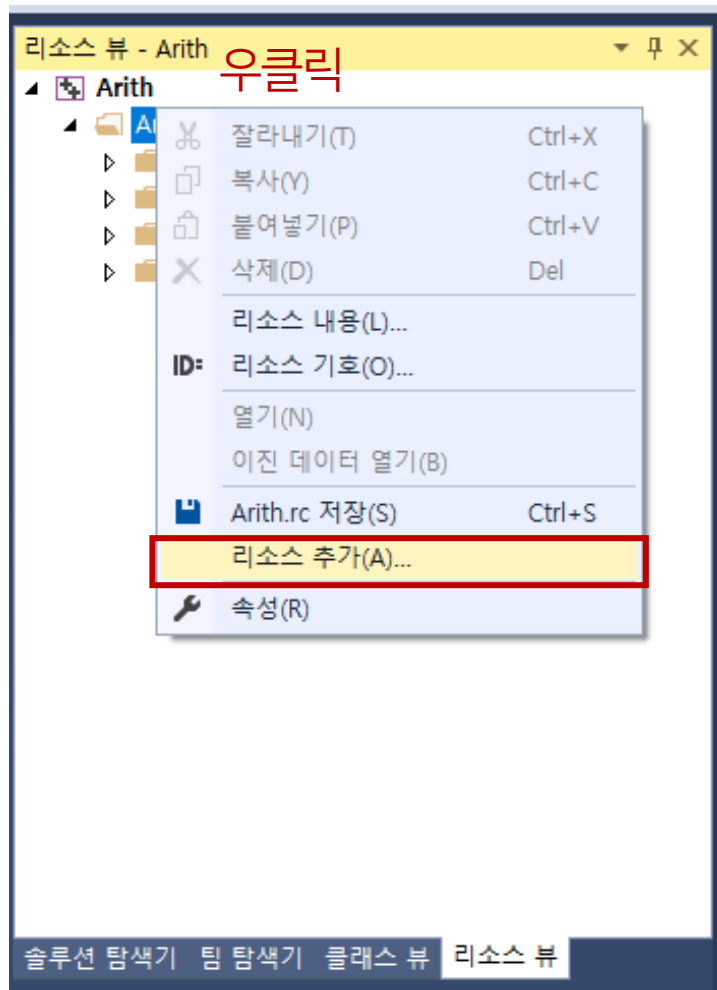 리소스 뷰 - Arith
우클릭
Arith
잘라내기(T) Ctrl+X
복사(Y) Ctrl+C
붙여넣기(P) Ctrl+V
삭제(D) Del
리소스 내용(L)...
ID= 리소스 기호(O)...
열기(N)
이진 데이터 열기(B)
Arith.rc 저장(S) Ctrl+S
리소스 추가(A)...
속성(R)
솔루션 탐색기 팀 탐색기 클래스 뷰 리소스 뷰